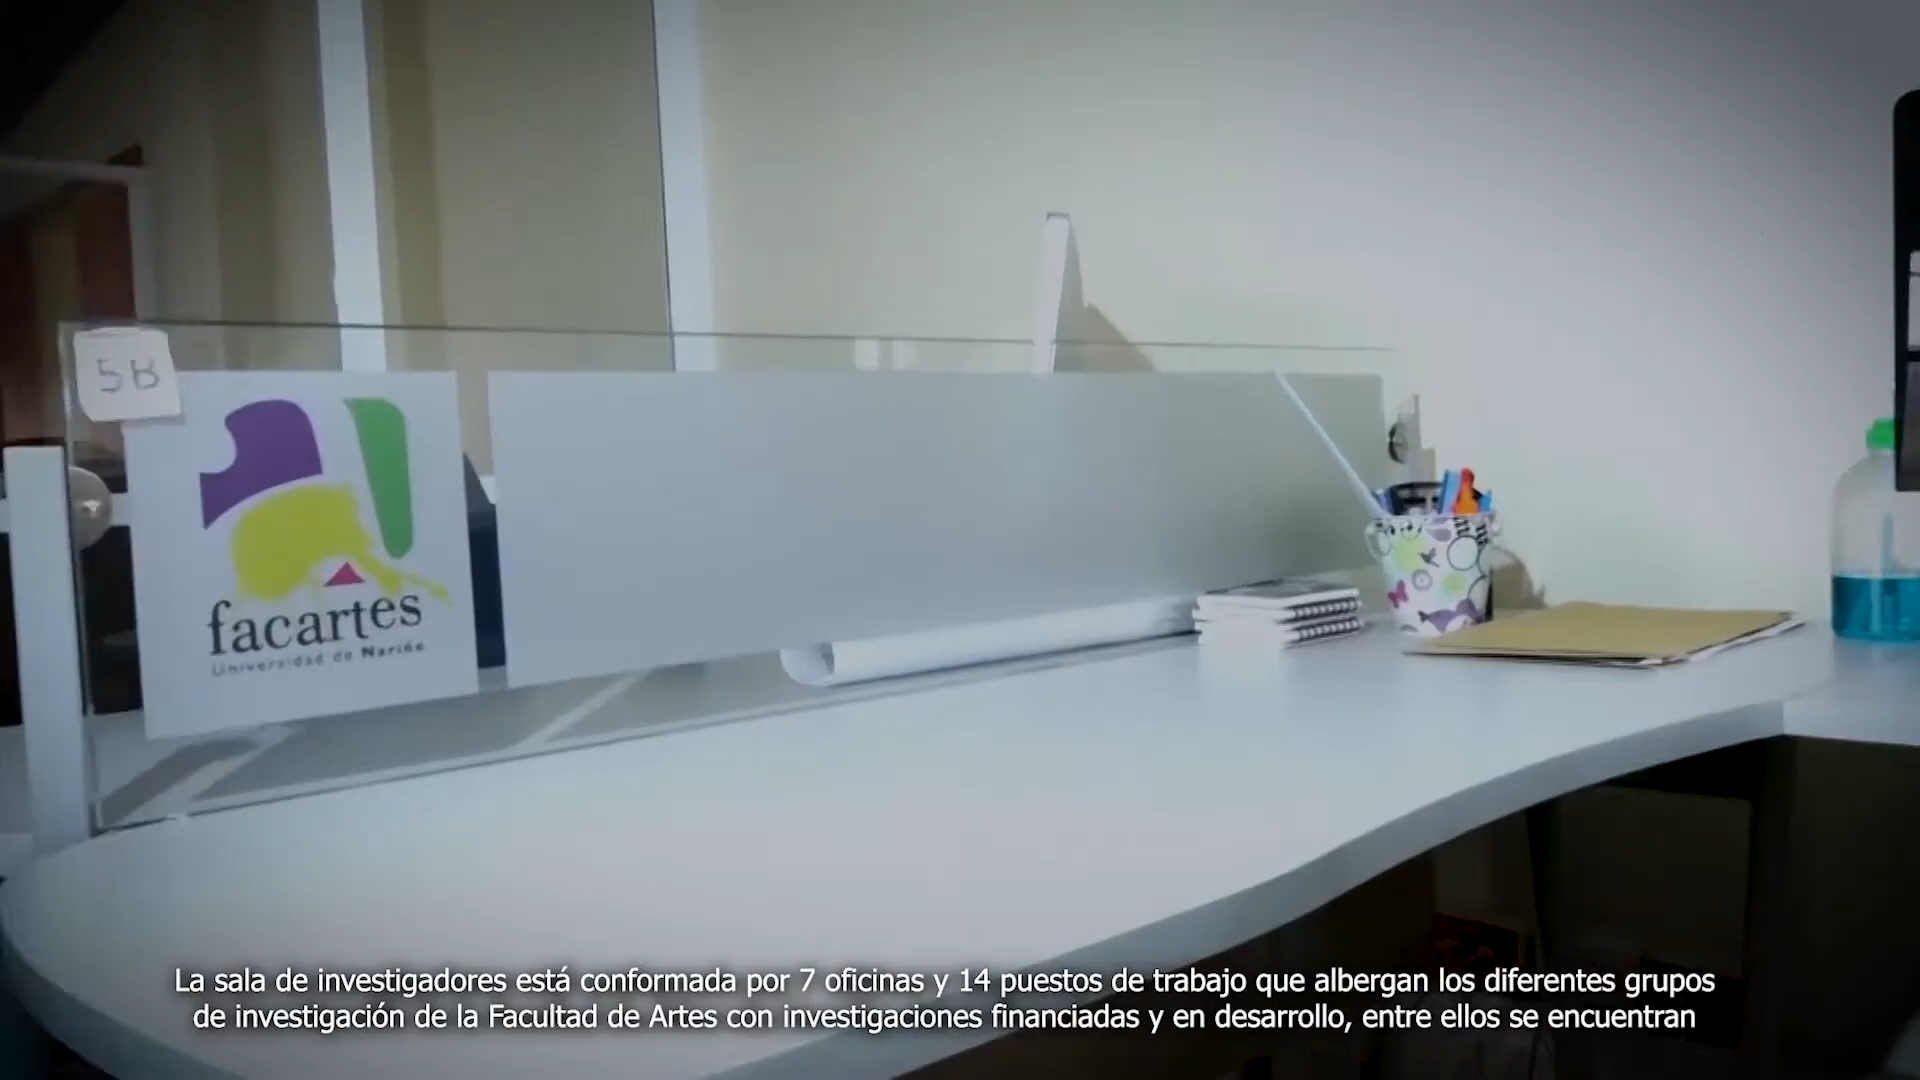 5B
facartes
Universidad de Nariño
La sala de investigadores está conformada por 7 oficinas y 14 puestos de trabajo que albergan los diferentes grupos
de investigación de la Facultad de Artes con investigaciones financiadas y en desarrollo, entre ellos se encuentran